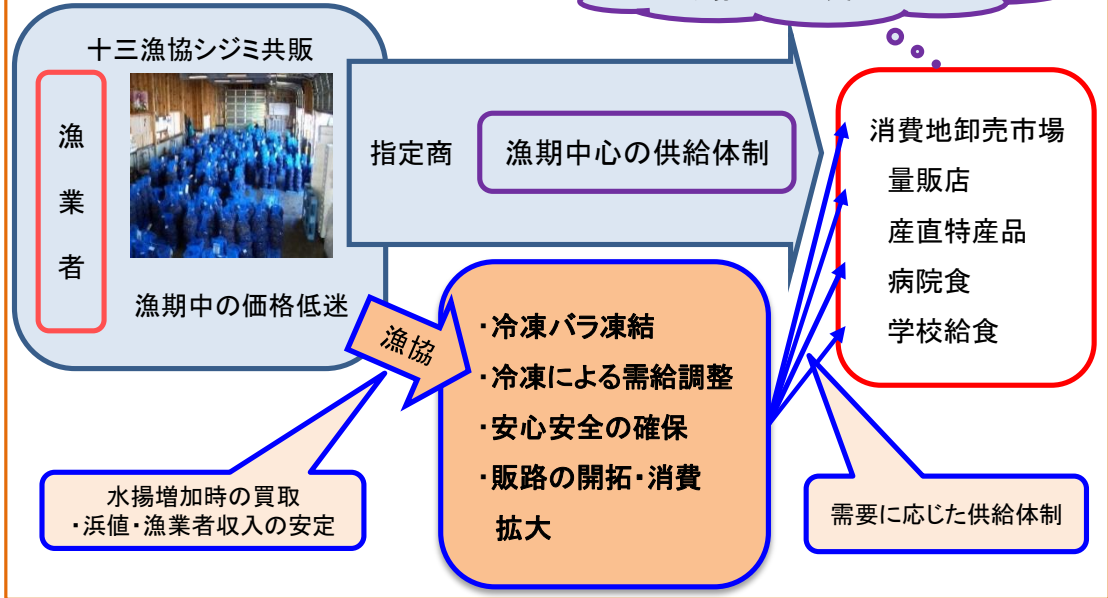 十三漁協シジミ共販
漁業者
漁期中の価格低迷
指定商
漁期中心の供給体制
消費地卸売市場
量販店
産直特産品
病院食
学校給食
漁協
・冷凍バラ凍結
・冷凍による需給調整
・安心安全の確保
・販路の開拓・消費
拡大
水揚増加時の買取
・浜値・漁業者収入の安定
需要に応じた供給体制